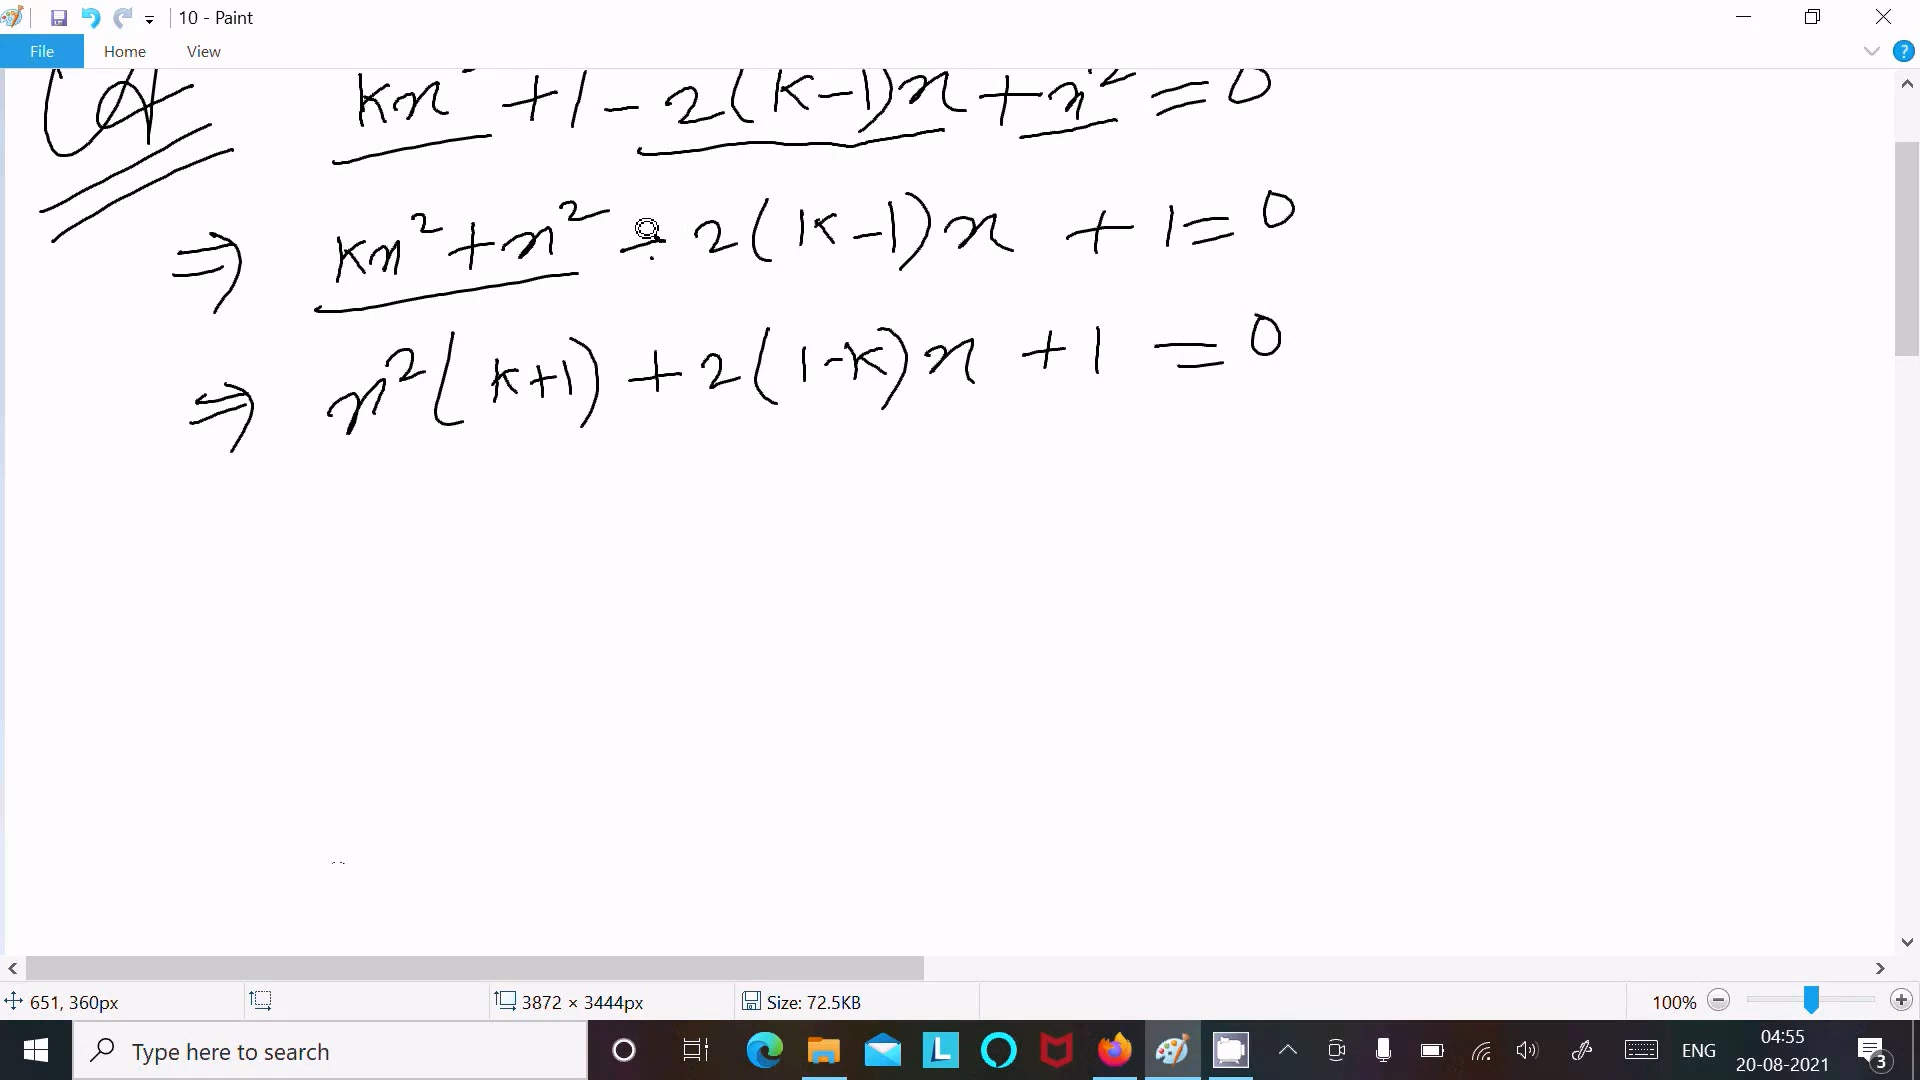 10 - Paint
File Home View
kx² + 1 - 2(k-1)x + x² = 0
⇒ kx² + x² - 2(k-1)x + 1 = 0
⇒ x²(k+1) + 2(1-k)x + 1 = 0
651, 360px 3872 × 3444px Size: 72.5KB 100%
Type here to search L ENG 04:55
20-08-2021 3